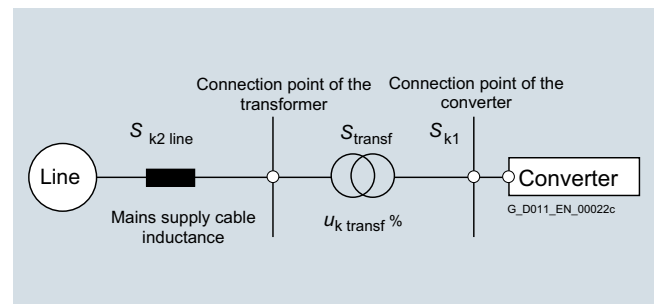 Connection point of the
transformer
Connection point of the
converter
S k2 line
S transf
S k1
Line
Converter
G_D011_EN_00022c
Mains supply cable
inductance
u k transf %